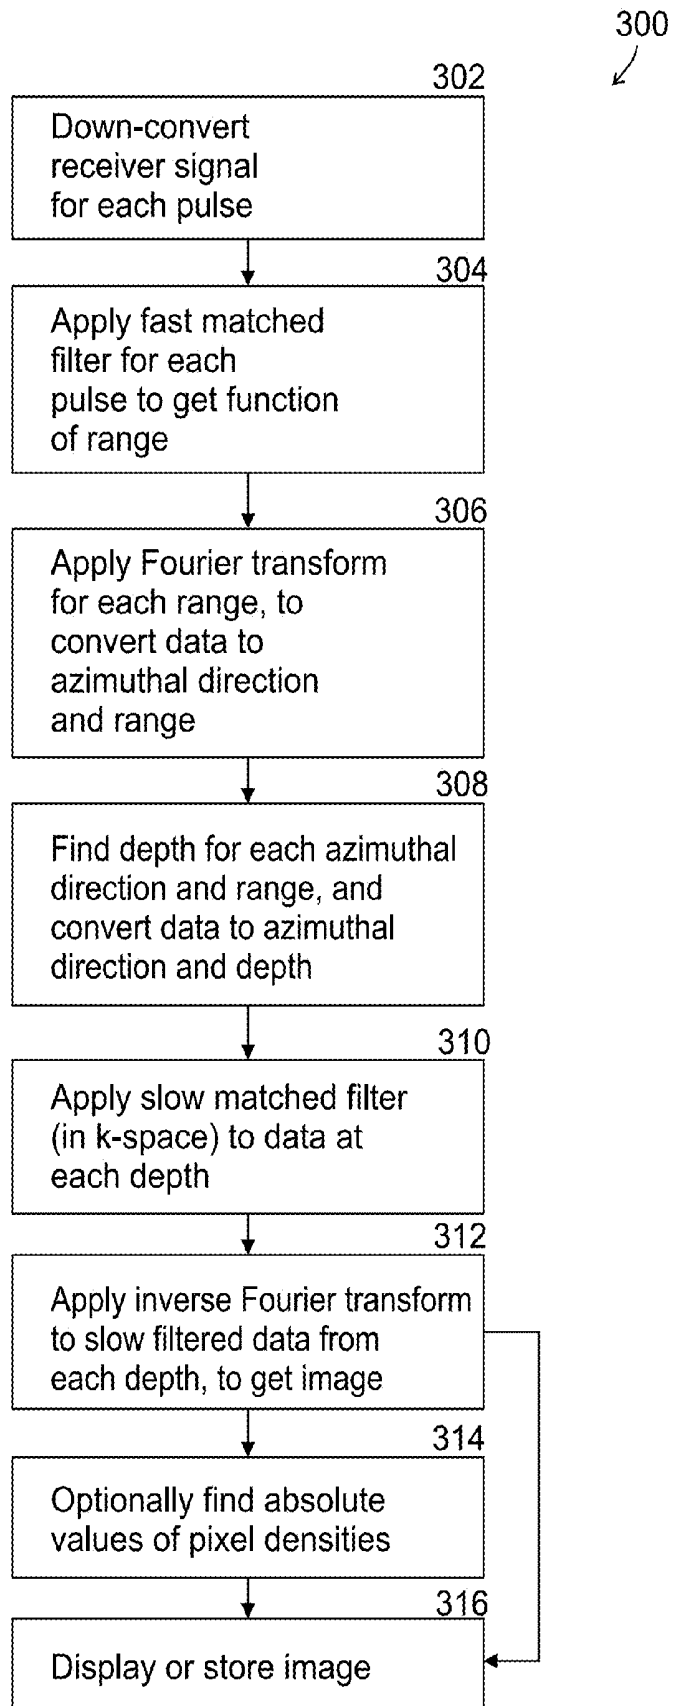 300
302
Down-convert
receiver signal
for each pulse
304
Apply fast matched
filter for each
pulse to get function
of range
306
Apply Fourier transform
for each range, to
convert data to
azimuthal direction
and range
308
Find depth for each azimuthal
direction and range, and
convert data to azimuthal
direction and depth
310
Apply slow matched filter
(in k-space) to data at
each depth
312
Apply inverse Fourier transform
to slow filtered data from
each depth, to get image
314
Optionally find absolute
values of pixel densities
316
Display or store image